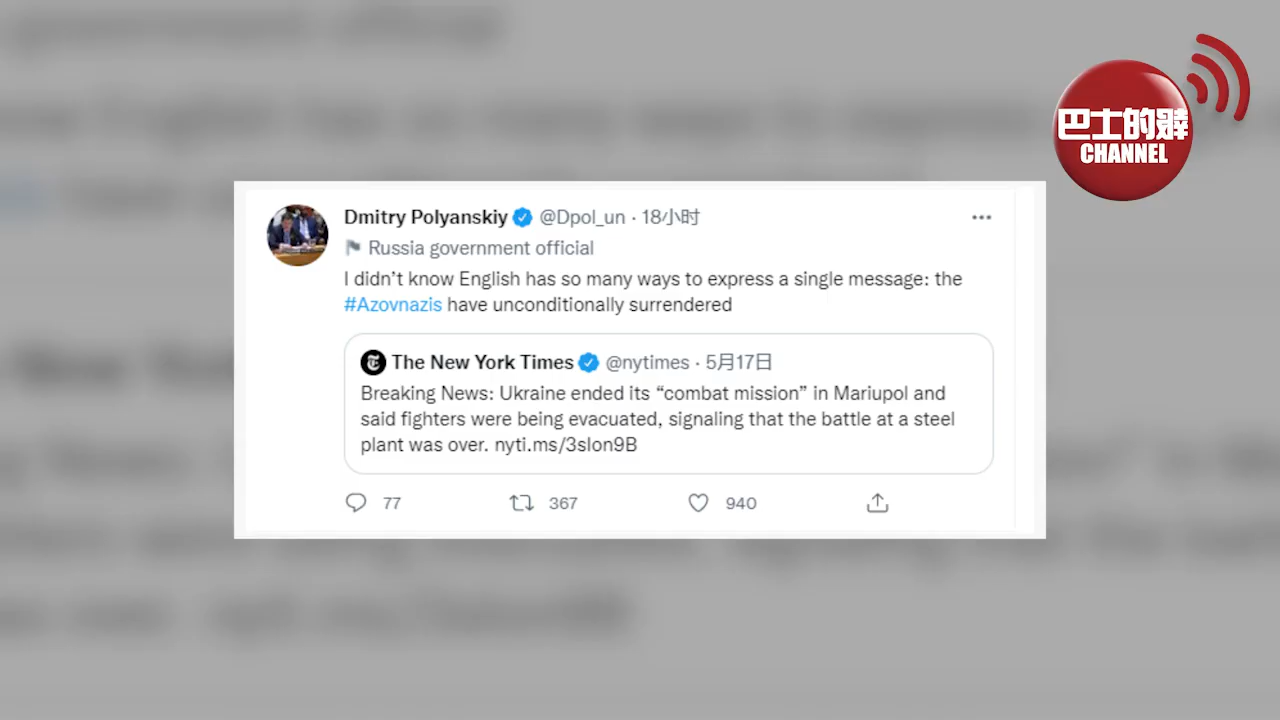 巴士的報
CHANNEL
Dmitry Polyanskiy @Dpol_un · 18小时
Russia government official
I didn't know English has so many ways to express a single message: the
#Azovnazis have unconditionally surrendered
The New York Times @nytimes · 5月17日
Breaking News: Ukraine ended its “combat mission” in Mariupol and
said fighters were being evacuated, signaling that the battle at a steel
plant was over. nyti.ms/3slon9B
77 367 940